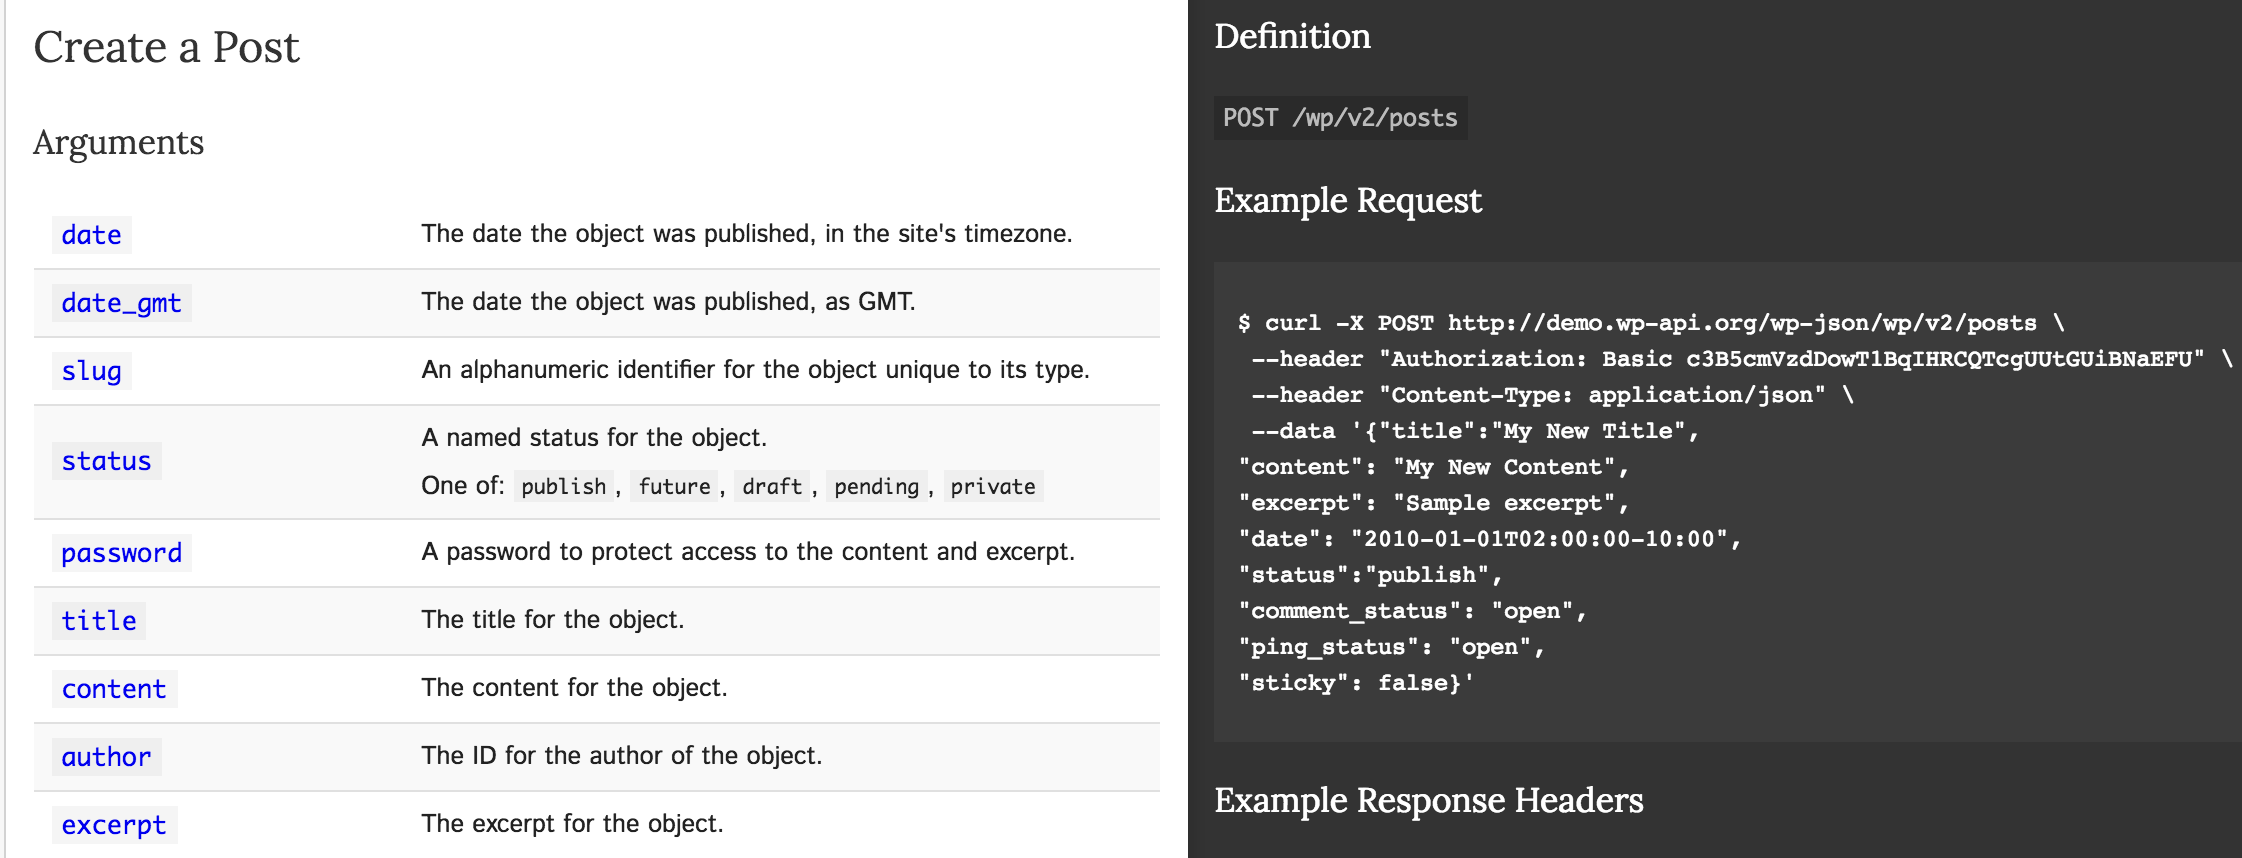 Create a Post
Arguments
date The date the object was published, in the site's timezone.
date_gmt The date the object was published, as GMT.
slug An alphanumeric identifier for the object unique to its type.
status A named status for the object.
One of: publish, future, draft, pending, private
password A password to protect access to the content and excerpt.
title The title for the object.
content The content for the object.
author The ID for the author of the object.
excerpt The excerpt for the object.
Definition
POST /wp/v2/posts
Example Request
$ curl -X POST http://demo.wp-api.org/wp-json/wp/v2/posts \
--header "Authorization: Basic c3B5cmVzdDowT1BqIHRCQTcgUUtGUiBNaEFU" \
--header "Content-Type: application/json" \
--data '{"title":"My New Title",
"content": "My New Content",
"excerpt": "Sample excerpt",
"date": "2010-01-01T02:00:00-10:00",
"status":"publish",
"comment_status": "open",
"ping_status": "open",
"sticky": false}'
Example Response Headers